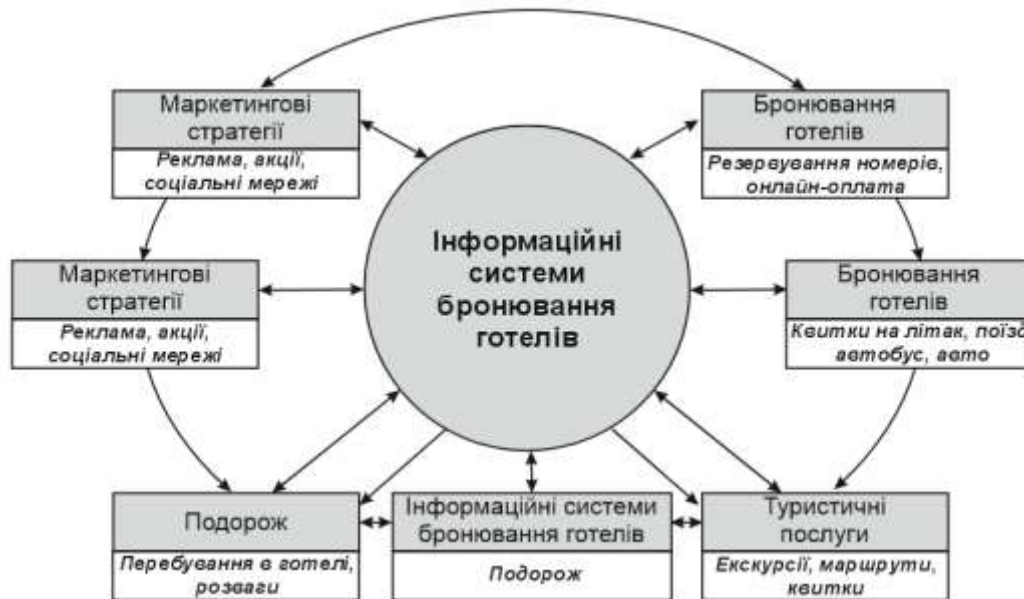 Маркетингові
стратегії
Реклама, акції,
соціальні мережі
Бронювання
готелів
Резервування номерів,
онлайн-оплата
Інформаційні
системи
бронювання
готелів
Маркетингові
стратегії
Реклама, акції,
соціальні мережі
Бронювання
готелів
Квитки на літак, поїзд
автобус, авто
Подорож
Перебування в готелі,
розваги
Інформаційні системи
бронювання готелів
Подорож
Туристичні
послуги
Екскурсії, маршрути,
квитки